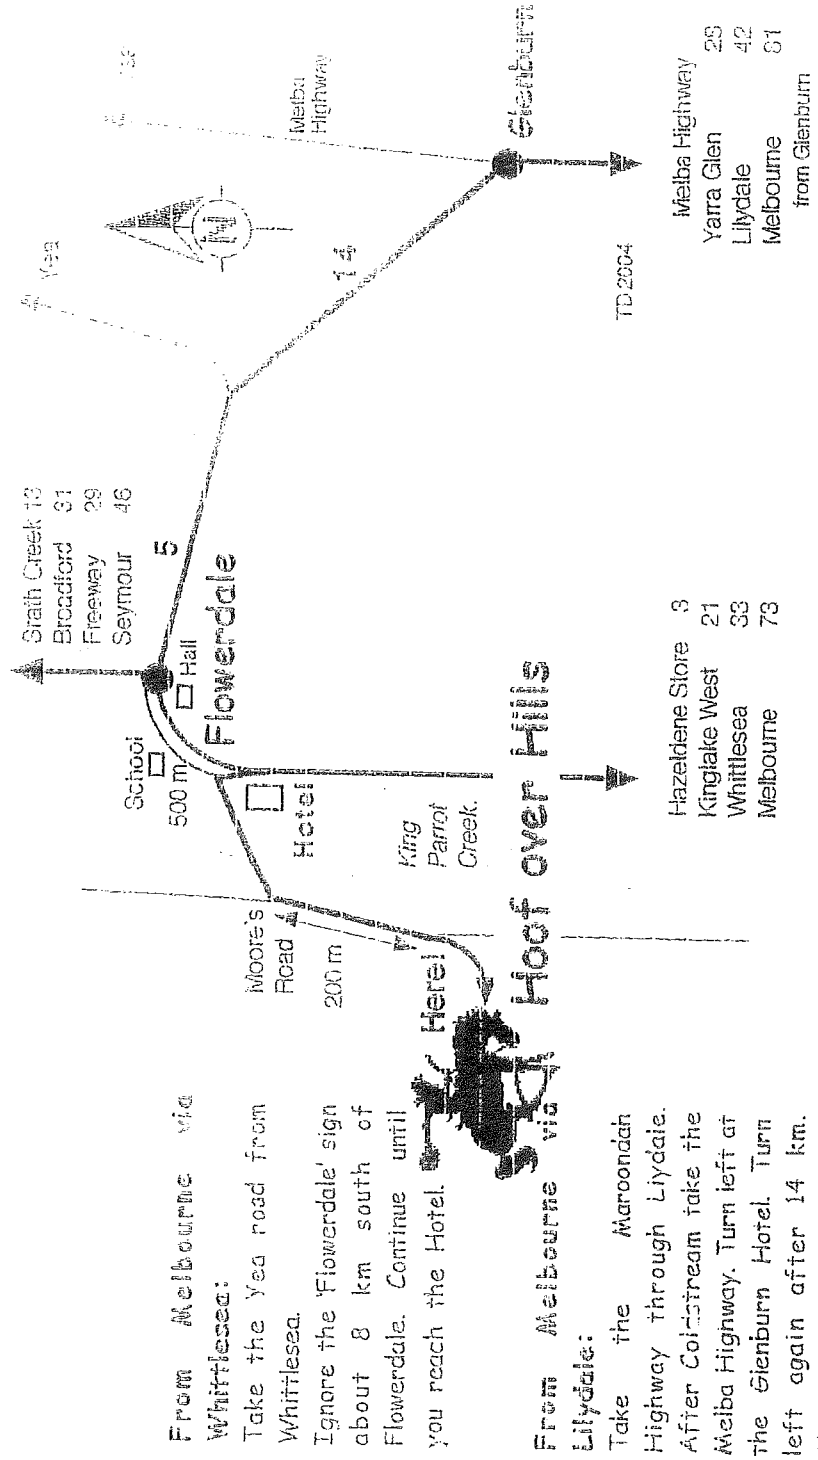 From Melbourne via
Whittlesea:
Take the Yea road from
Whittlesea.
Ignore the 'Flowerdale' sign
about 8 km south of
Flowerdale. Continue until
you reach the Hotel.
From Melbourne via
Lilydale:
Take the Maroondah
Highway through Lilydale.
After Coldstream take the
Melba Highway. Turn left at
the Glenburn Hotel. Turn
left again after 14 km.
Moore's
Road
200 m
Here!
Hoof over Hills
School
500 m
Hotel
King
Parrot
Creek.
Hall
Flowerdale
5
Strath Creek 13
Broadford 31
Freeway 29
Seymour 46
Hazeldene Store 3
Kinglake West 21
Whittlesea 33
Melbourne 73
Yea
N
14
Melba
Highway
Glenburn
TD 2004
Melba Highway
Yarra Glen
Lilydale 42
Melbourne
from Glenburn